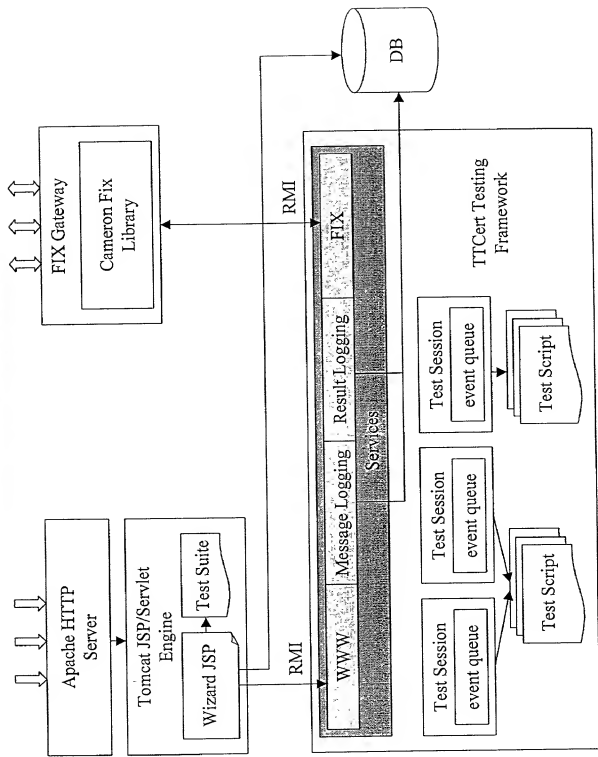 Apache HTTP
Server
Tomcat JSP/Servlet
Engine
Wizard JSP
Test Suite
FIX Gateway
Cameron Fix
Library
RMI
RMI
WWW
Message Logging
Result Logging
FIX
Services
DB
Test Session
event queue
Test Session
event queue
Test Script
Test Session
event queue
Test Script
TTCert Testing
Framework